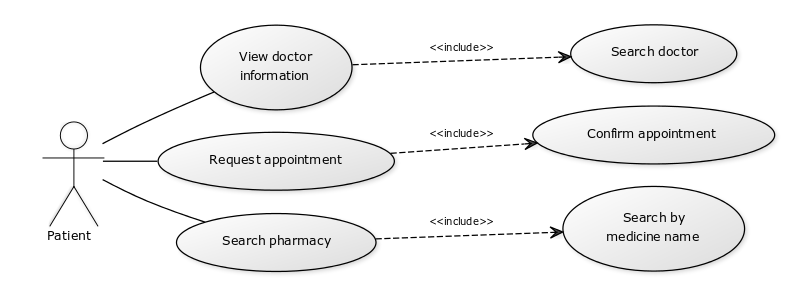 View doctor
information
<<include>>
Search doctor
Request appointment
<<include>>
Confirm appointment
Patient
Search pharmacy
<<include>>
Search by
medicine name